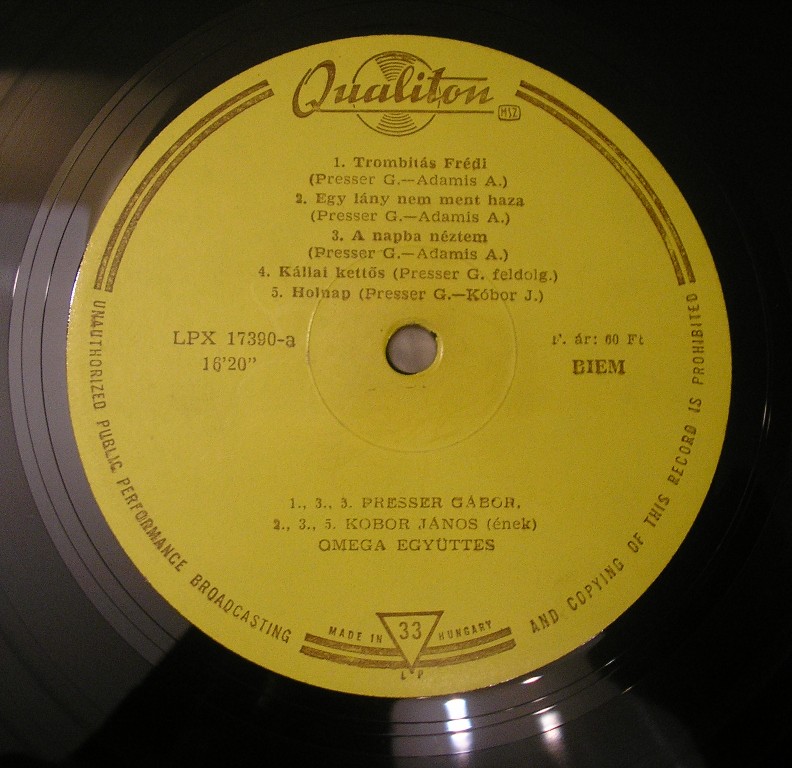 Qualiton
MSZ
1. Trombitás Frédi
(Presser G.—Adamis A.)
2. Egy lány nem ment haza
(Presser G.—Adamis A.)
3. A napba néztem
(Presser G.—Adamis A.)
4. Kállai kettős (Presser G. feldolg.)
5. Holnap (Presser G.—Kóbor J.)
LPX 17390-a
16'20"
F. ár: 60 Ft
BIEM
1., 3., 3. PRESSER GÁBOR,
2., 3., 5. KOBOR JÁNOS (ének)
OMEGA EGYÜTTES
UNAUTHORIZED PUBLIC PERFORMANCE BROADCASTING
AND COPYING OF THIS RECORD IS PROHIBITED
MADE IN 33 HUNGARY
LP